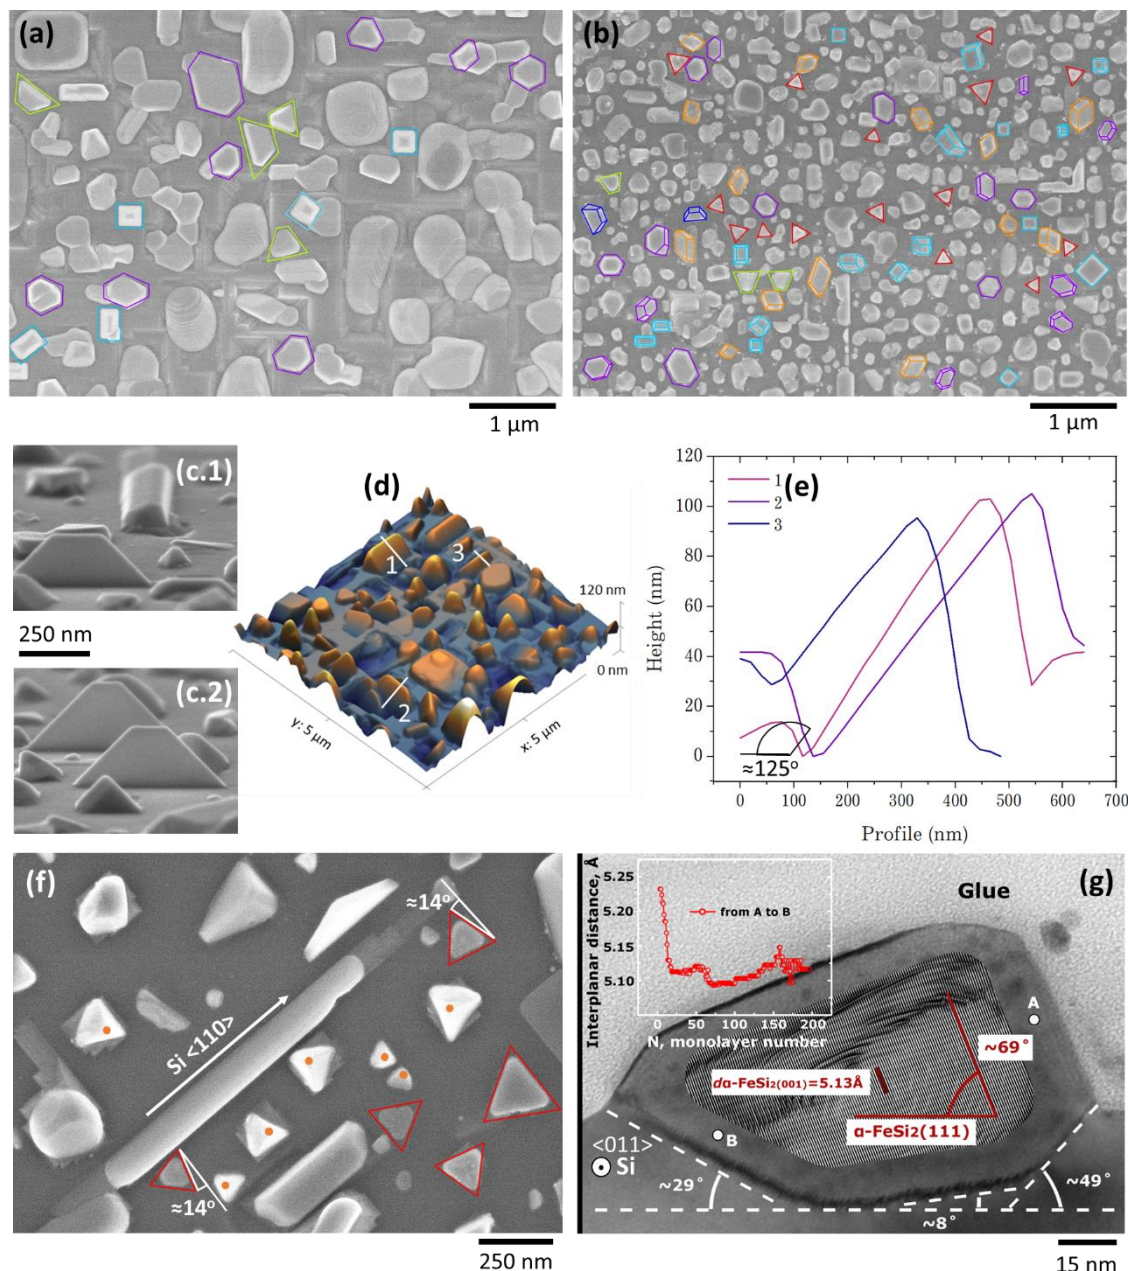 (a)
1 μm
(b)
1 μm
(c.1)
250 nm
(c.2)
(d)
1
3
2
120 nm
0 nm
y: 5 μm
x: 5 μm
(e)
1
2
3
120
100
80
60
40
20
0
Height (nm)
≈125°
0 100 200 300 400 500 600 700
Profile (nm)
(f)
≈14°
Si <110>
≈14°
250 nm
(g)
Glue
Interplanar distance, Å
5.25
5.20
5.15
5.10
from A to B
0 50 100 150 200
N, monolayer number
A
~69°
dα-FeSi2(001)=5.13Å
α-FeSi2(111)
B
<011>
Si
~29°
~49°
~8°
15 nm